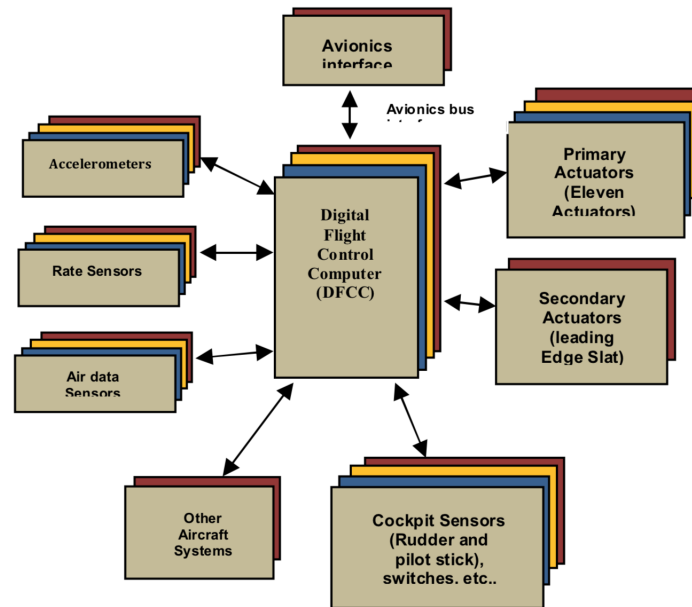 Avionics
interface
Avionics bus
Accelerometers
Primary
Actuators
(Eleven
Actuators)
Digital
Flight
Control
Computer
(DFCC)
Rate Sensors
Secondary
Actuators
(leading
Edge Slat)
Air data
Sensors
Other
Aircraft
Systems
Cockpit Sensors
(Rudder and
pilot stick),
switches. etc..